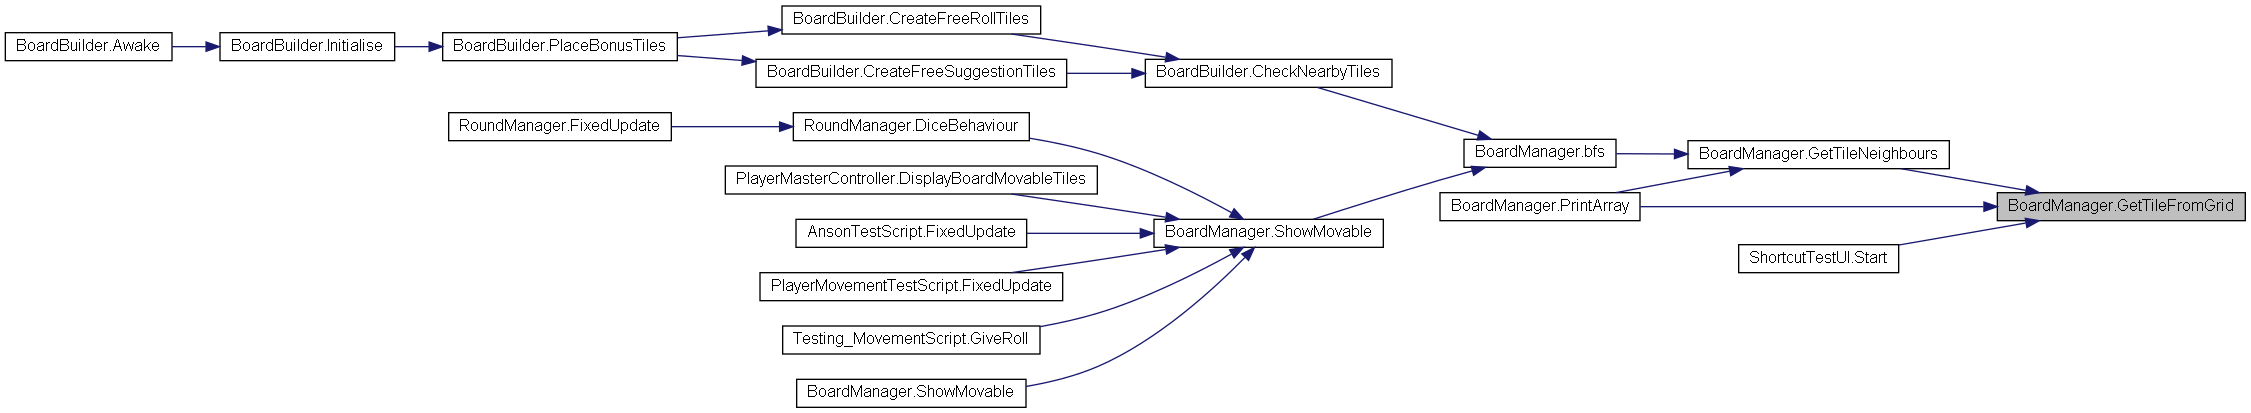 BoardBuilder.CreateFreeRollTiles
BoardBuilder.Awake
BoardBuilder.Initialise
BoardBuilder.PlaceBonusTiles
BoardBuilder.CreateFreeSuggestionTiles
BoardBuilder.CheckNearbyTiles
RoundManager.FixedUpdate
RoundManager.DiceBehaviour
BoardManager.bfs
BoardManager.GetTileNeighbours
PlayerMasterController.DisplayBoardMovableTiles
BoardManager.PrintArray
BoardManager.GetTileFromGrid
AnsonTestScript.FixedUpdate
BoardManager.ShowMovable
ShortcutTestUI.Start
PlayerMovementTestScript.FixedUpdate
Testing_MovementScript.GiveRoll
BoardManager.ShowMovable